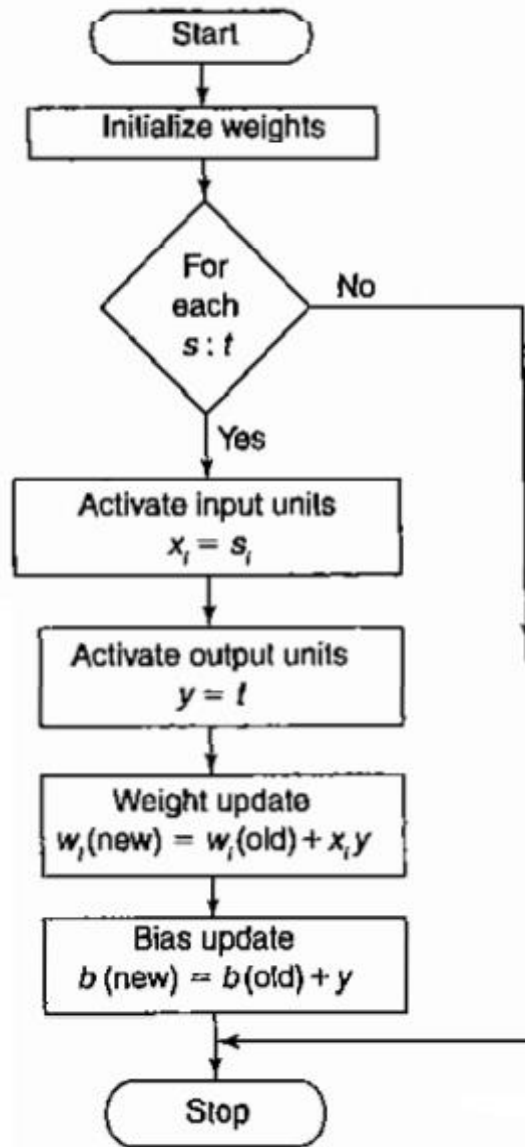 Start
Initialize weights
For
each
s : t
No
Yes
Activate input units
x_i = s_i
Activate output units
y = t
Weight update
w_i(new) = w_i(old) + x_i y
Bias update
b (new) = b(old) + y
Stop